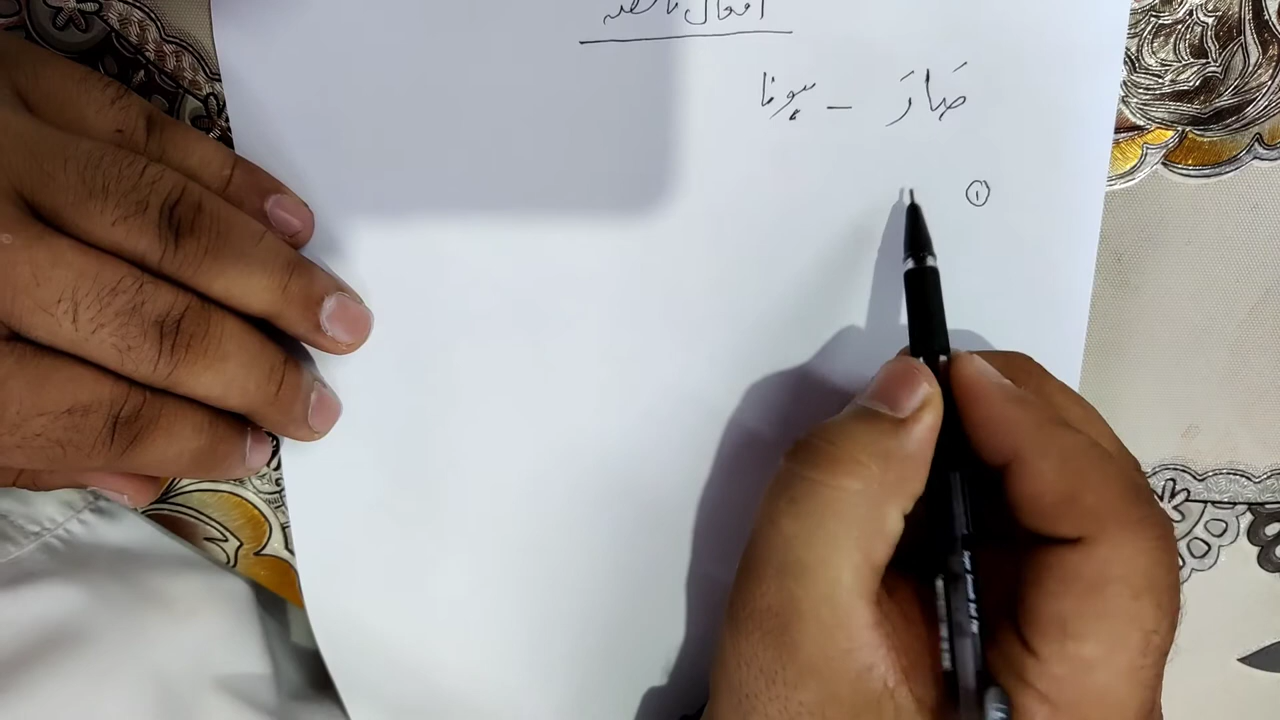 افعال ناقصہ
صَارَ - ہونا
①